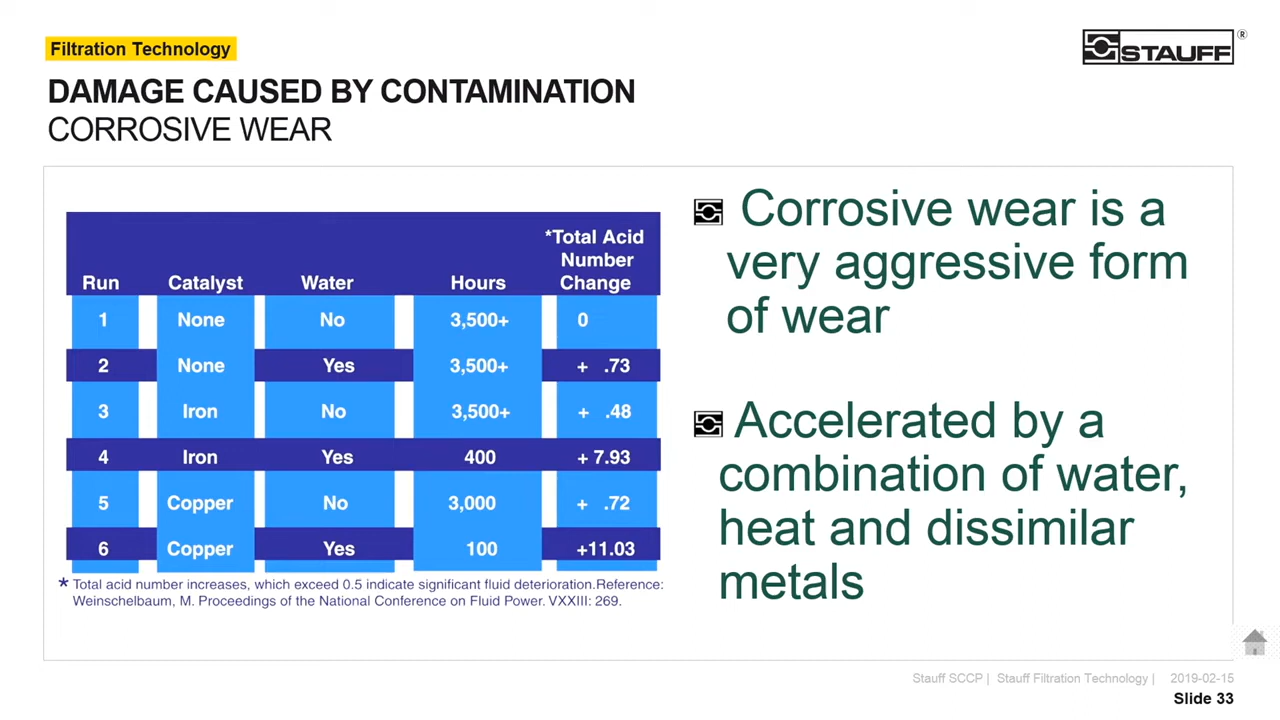 Filtration Technology
STAUFF®
DAMAGE CAUSED BY CONTAMINATION
CORROSIVE WEAR
Run Catalyst Water Hours *Total Acid Number Change
1 None No 3,500+ 0
2 None Yes 3,500+ + .73
3 Iron No 3,500+ + .48
4 Iron Yes 400 + 7.93
5 Copper No 3,000 + .72
6 Copper Yes 100 +11.03
* Total acid number increases, which exceed 0.5 indicate significant fluid deterioration.Reference:
Weinschelbaum, M. Proceedings of the National Conference on Fluid Power. VXXIII: 269.
Corrosive wear is a
very aggressive form
of wear
Accelerated by a
combination of water,
heat and dissimilar
metals
Stauff SCCP | Stauff Filtration Technology | 2019-02-15
Slide 33